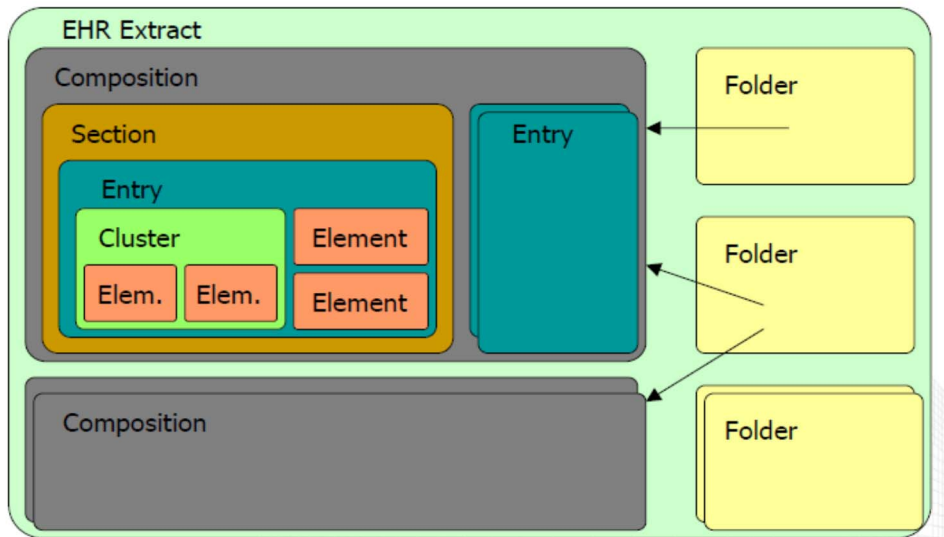 EHR Extract
Composition
Folder
Section
Entry
Entry
Cluster
Element
Elem.
Elem.
Element
Folder
Composition
Folder